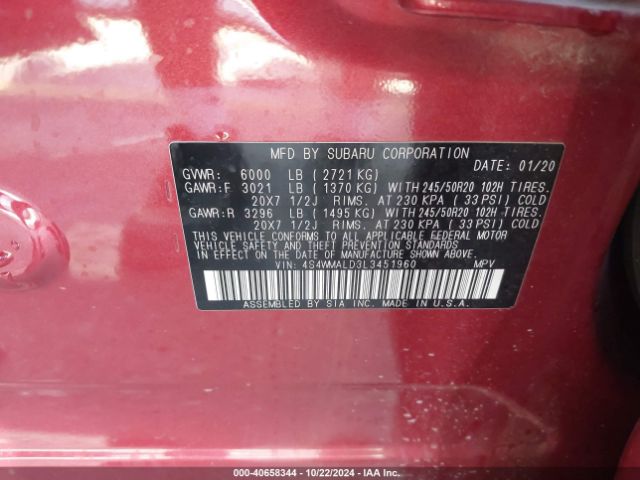 MFD BY SUBARU CORPORATION
DATE: 01/20
GVWR: 6000 LB ( 2721 KG)
GAWR:F 3021 LB ( 1370 KG) WITH 245/50R20 102H TIRES.
20X7 1/2J RIMS. AT 230 KPA ( 33 PSI) COLD
GAWR:R 3296 LB ( 1495 KG) WITH 245/50R20 102H TIRES.
20X7 1/2J RIMS. AT 230 KPA ( 33 PSI) COLD
THIS VEHICLE CONFORMS TO ALL APPLICABLE FEDERAL MOTOR
VEHICLE SAFETY AND THEFT PREVENTION STANDARDS IN
EFFECT ON THE DATE OF MANUFACTURE SHOWN ABOVE.
VIN: 4S4WMALD3L3451960 MPV
ASSEMBLED BY SIA INC. MADE IN U.S.A.
000-40658344 - 10/22/2024 - IAA Inc.